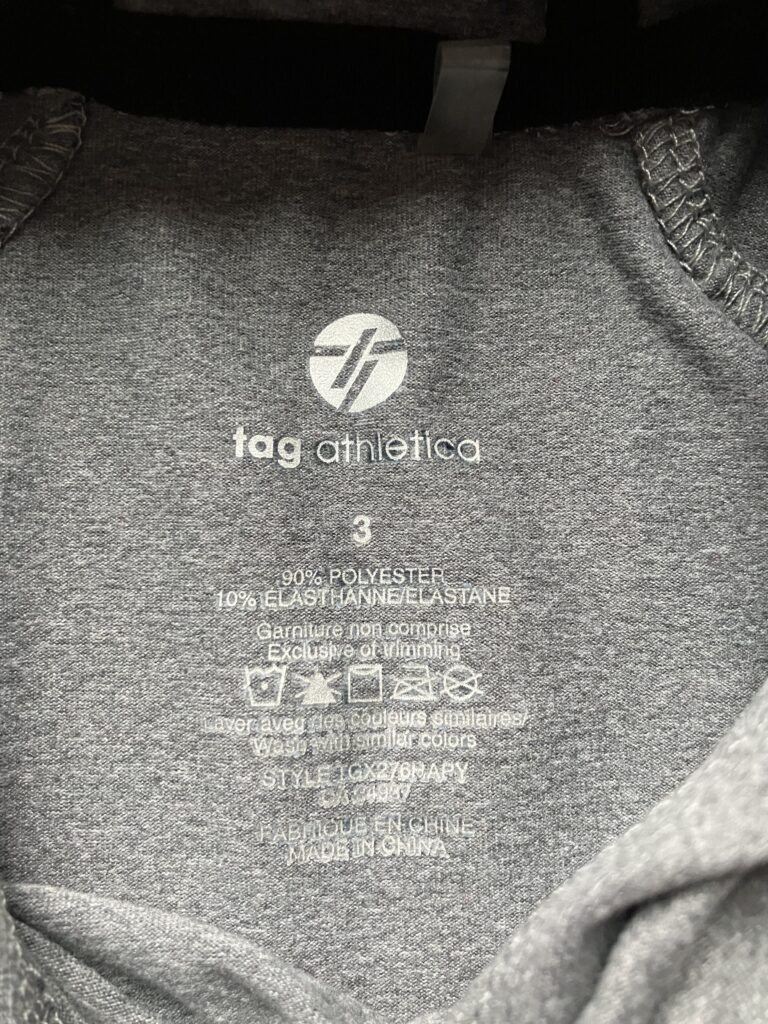 tag athletica
3
90% POLYESTER
10% ÉLASTHANNE/ELASTANE
Garniture non comprise
Exclusive of trimming
Laver avec des couleurs similaires/
Wash with similar colors
STYLE TGX276HAPY
FABRIQUÉ EN CHINE
MADE IN CHINA